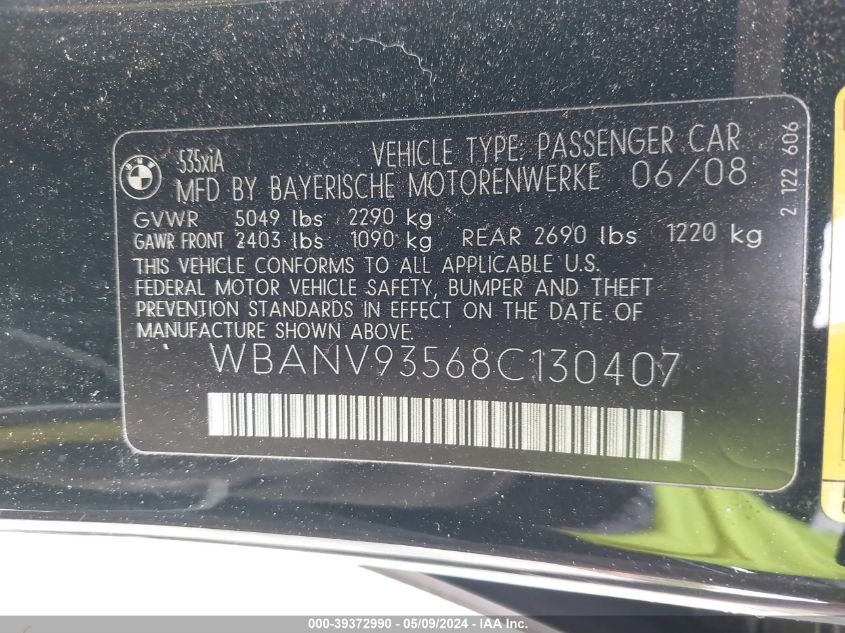 BMW
535xiA VEHICLE TYPE: PASSENGER CAR
MFD BY BAYERISCHE MOTORENWERKE 06/08
GVWR 5049 lbs 2290 kg
GAWR FRONT 2403 lbs 1090 kg REAR 2690 lbs 1220 kg
THIS VEHICLE CONFORMS TO ALL APPLICABLE U.S.
FEDERAL MOTOR VEHICLE SAFETY, BUMPER AND THEFT
PREVENTION STANDARDS IN EFFECT ON THE DATE OF
MANUFACTURE SHOWN ABOVE.
WBANV93568C130407
2 122 606
000-39372990 - 05/09/2024 - IAA Inc.